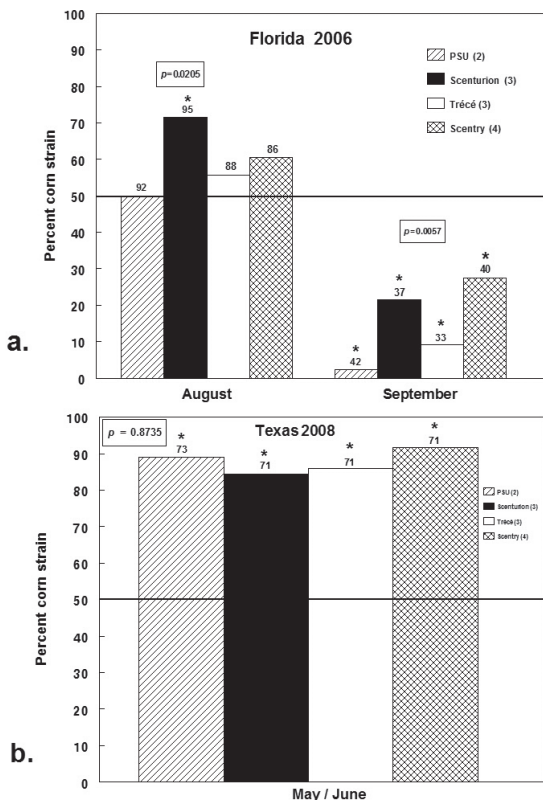 Florida 2006
Percent corn strain
100
90
80
70
60
50
40
30
20
10
0
PSU (2)
Scenturion (3)
Trécé (3)
Scentry (4)
p=0.0205
92
*
95
88
86
p=0.0057
*
42
*
37
*
33
*
40
August
September
a.
Texas 2008
Percent corn strain
100
90
80
70
60
50
40
30
20
10
0
p = 0.8735
*
73
*
71
*
71
*
71
PSU (2)
Scenturion (3)
Trécé (3)
Scentry (4)
May / June
b.